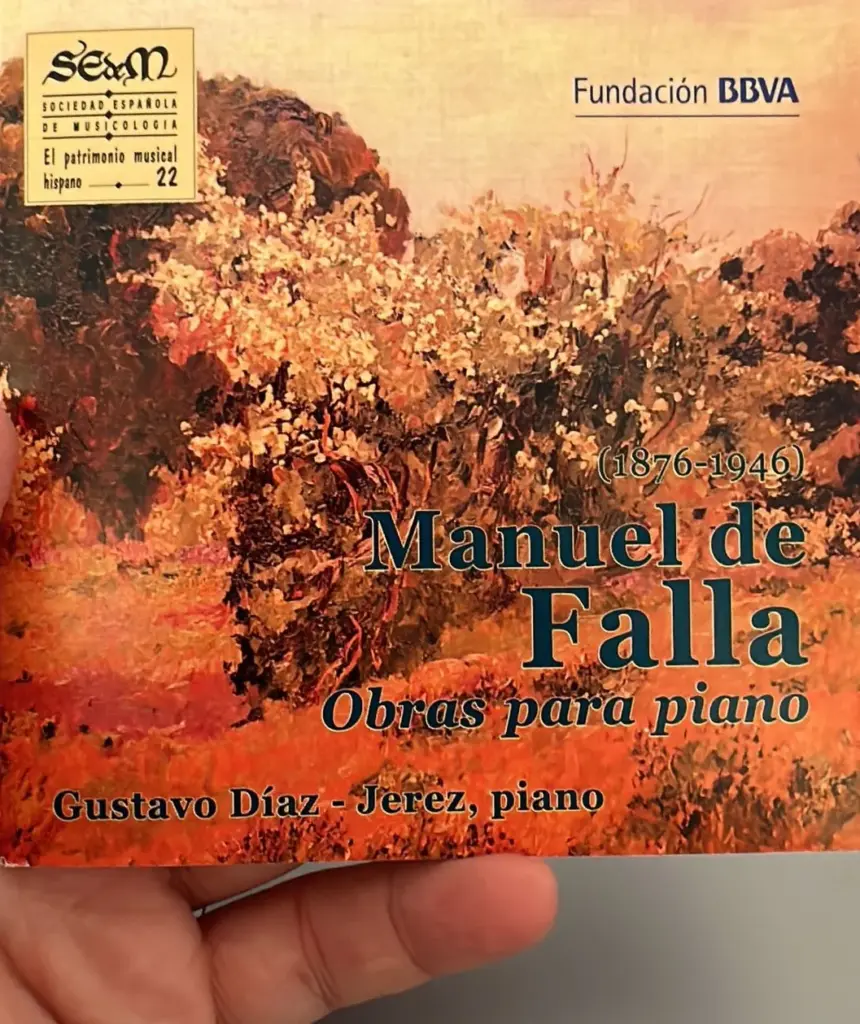 SEdeM
SOCIEDAD ESPAÑOLA
DE MUSICOLOGIA
El patrimonio musical
hispano 22
Fundación BBVA
(1876-1946)
Manuel de
Falla
Obras para piano
Gustavo Díaz - Jerez, piano